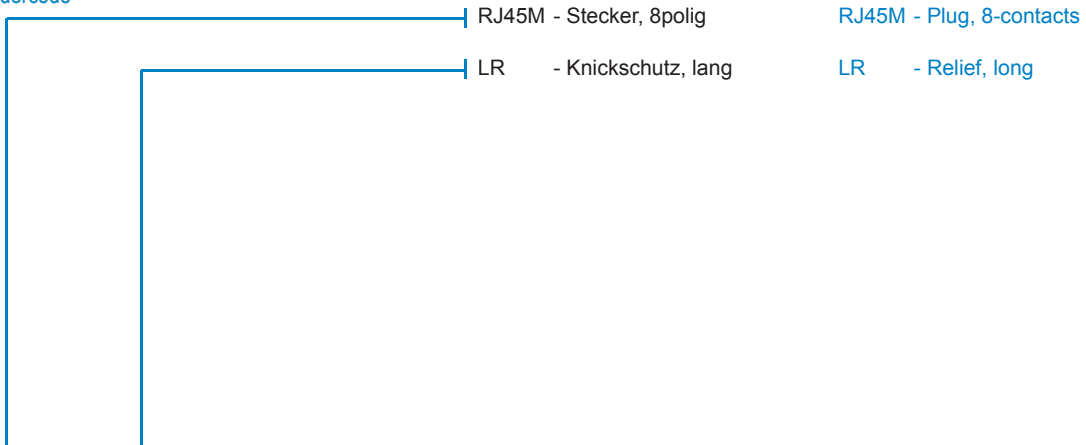 RJ45M - Stecker, 8polig RJ45M - Plug, 8-contacts
LR - Knickschutz, lang LR - Relief, long